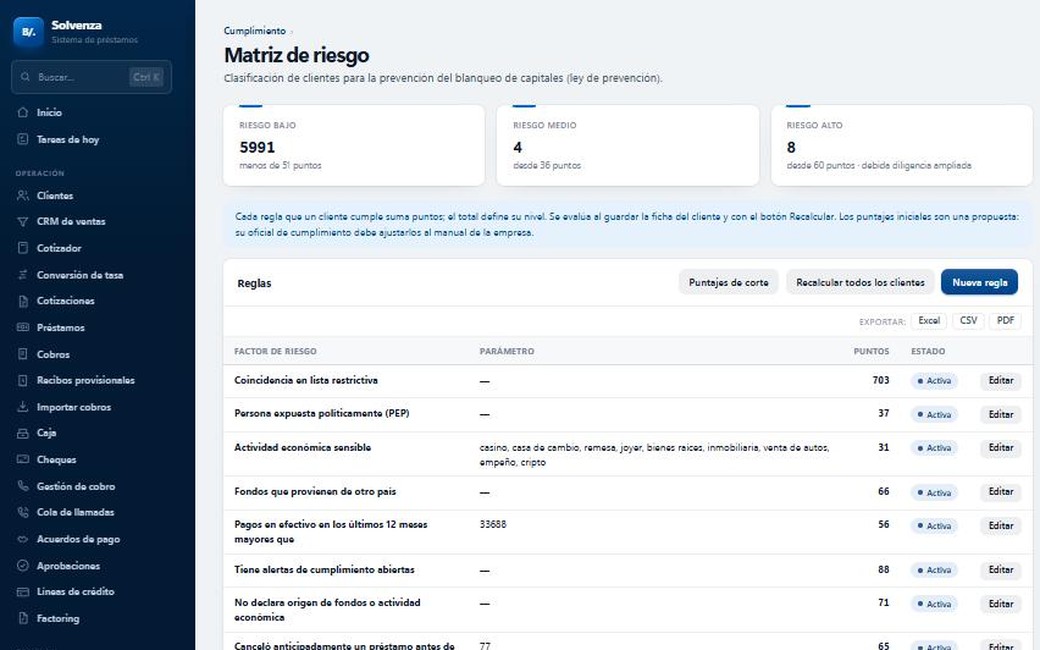 B/.
Solvenza
Sistema de préstamos
Buscar...
Ctrl K
Inicio
Tareas de hoy
OPERACIÓN
Clientes
CRM de ventas
Cotizador
Conversión de tasa
Cotizaciones
Préstamos
Cobros
Recibos provisionales
Importar cobros
Caja
Cheques
Gestión de cobro
Cola de llamadas
Acuerdos de pago
Aprobaciones
Líneas de crédito
Factoring
Cumplimiento ›
Matriz de riesgo
Clasificación de clientes para la prevención del blanqueo de capitales (ley de prevención).
RIESGO BAJO
5991
menos de 51 puntos
RIESGO MEDIO
4
desde 36 puntos
RIESGO ALTO
8
desde 60 puntos · debida diligencia ampliada
Cada regla que un cliente cumple suma puntos; el total define su nivel. Se evalúa al guardar la ficha del cliente y con el botón Recalcular. Los puntajes iniciales son una propuesta:
su oficial de cumplimiento debe ajustarlos al manual de la empresa.
Reglas
Puntajes de corte
Recalcular todos los clientes
Nueva regla
EXPORTAR: Excel CSV PDF
FACTOR DE RIESGO PARÁMETRO PUNTOS ESTADO
Coincidencia en lista restrictiva — 703 Activa Editar
Persona expuesta políticamente (PEP) — 37 Activa Editar
Actividad económica sensible casino, casa de cambio, remesa, joyer, bienes raíces, inmobiliaria, venta de autos, 31 Activa Editar
empeño, cripto
Fondos que provienen de otro país — 66 Activa Editar
Pagos en efectivo en los últimos 12 meses 33688 56 Activa Editar
mayores que
Tiene alertas de cumplimiento abiertas — 88 Activa Editar
No declara origen de fondos o actividad — 71 Activa Editar
económica
Canceló anticipadamente un préstamo antes de 77 65 Activa Editar